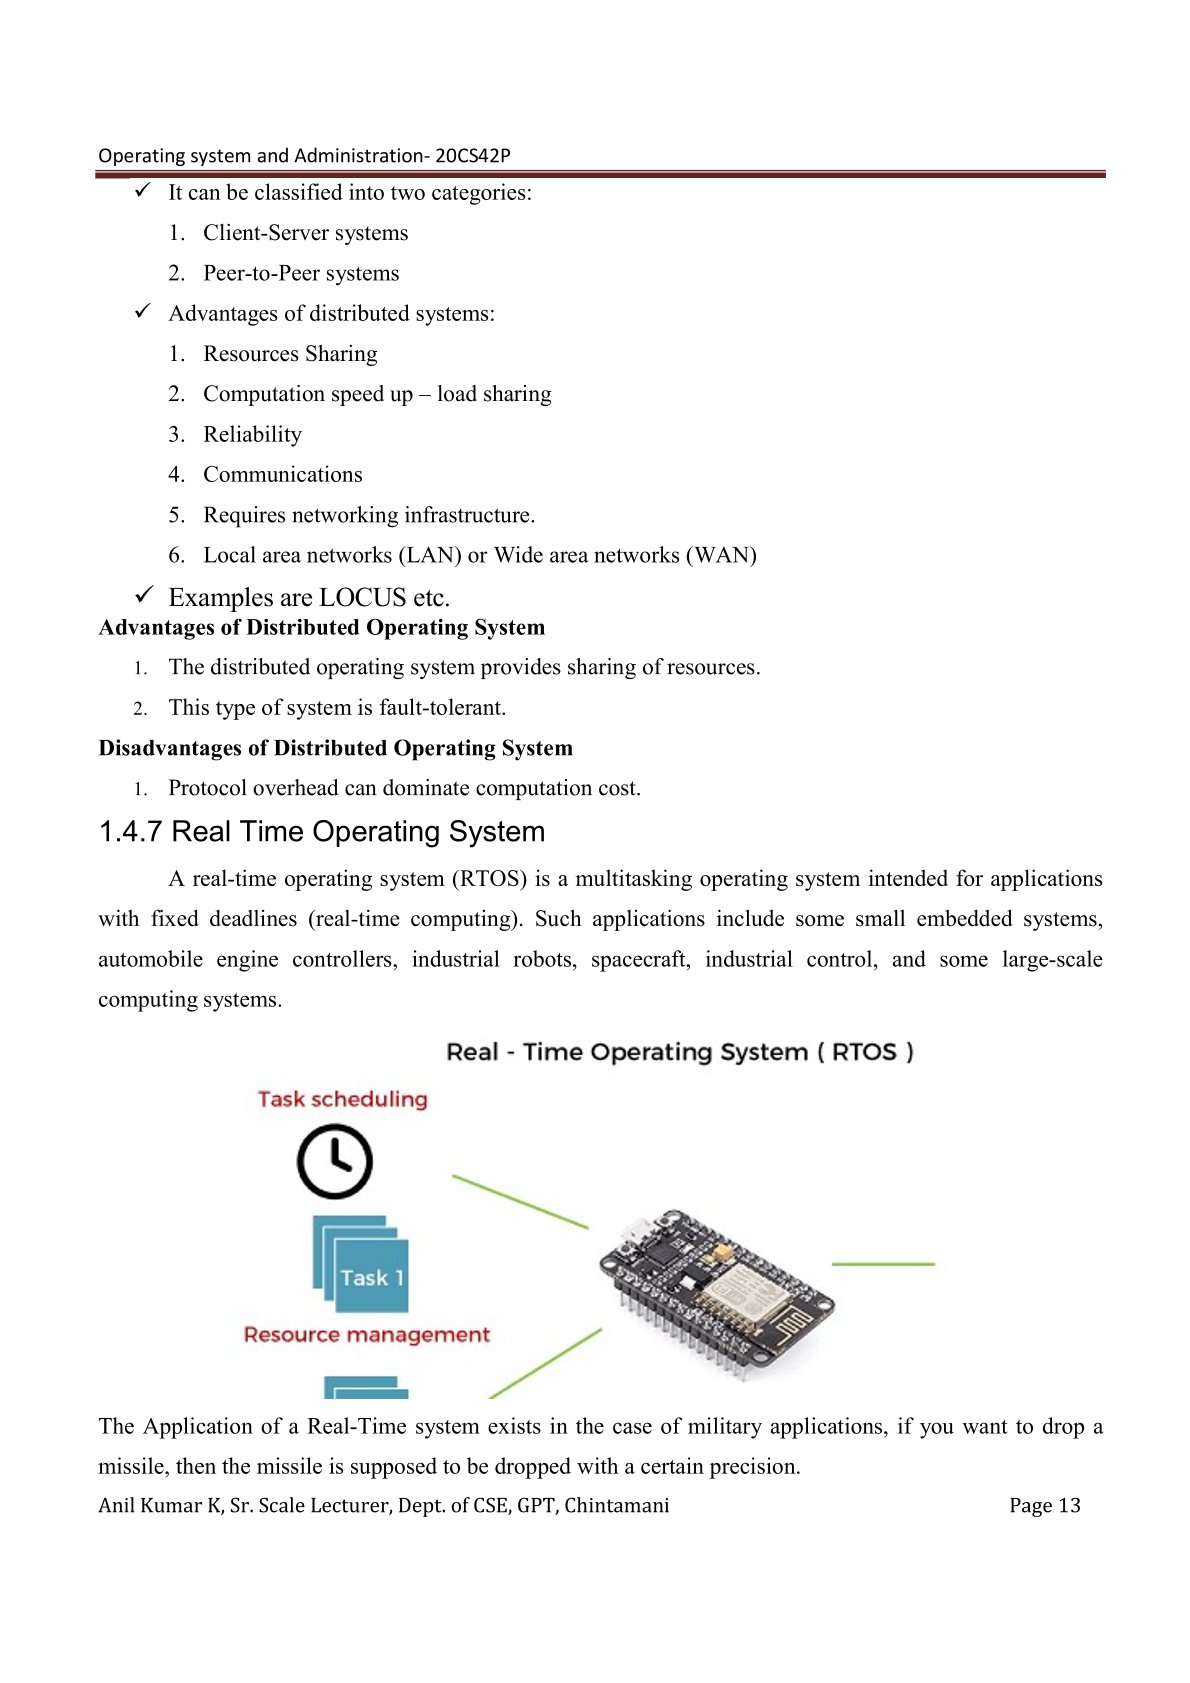 Operating system and Administration- 20CS42P
✓ It can be classified into two categories:
1. Client-Server systems
2. Peer-to-Peer systems
✓ Advantages of distributed systems:
1. Resources Sharing
2. Computation speed up – load sharing
3. Reliability
4. Communications
5. Requires networking infrastructure.
6. Local area networks (LAN) or Wide area networks (WAN)
✓ Examples are LOCUS etc.
Advantages of Distributed Operating System
1. The distributed operating system provides sharing of resources.
2. This type of system is fault-tolerant.
Disadvantages of Distributed Operating System
1. Protocol overhead can dominate computation cost.
1.4.7 Real Time Operating System
A real-time operating system (RTOS) is a multitasking operating system intended for applications
with fixed deadlines (real-time computing). Such applications include some small embedded systems,
automobile engine controllers, industrial robots, spacecraft, industrial control, and some large-scale
computing systems.
Real - Time Operating System ( RTOS )
Task scheduling
Task 1
Resource management
The Application of a Real-Time system exists in the case of military applications, if you want to drop a
missile, then the missile is supposed to be dropped with a certain precision.
Anil Kumar K, Sr. Scale Lecturer, Dept. of CSE, GPT, Chintamani Page 13